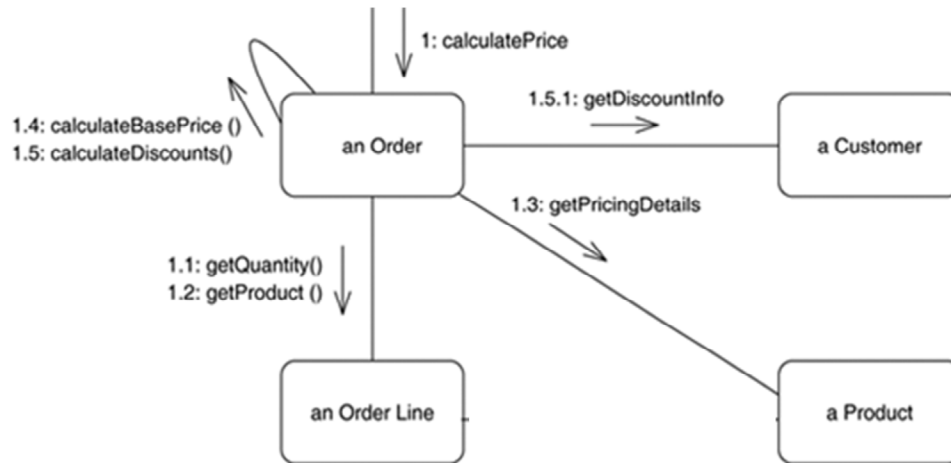 1: calculatePrice
1.5.1: getDiscountInfo
1.4: calculateBasePrice ()
1.5: calculateDiscounts()
an Order
a Customer
1.3: getPricingDetails
1.1: getQuantity()
1.2: getProduct ()
an Order Line
a Product